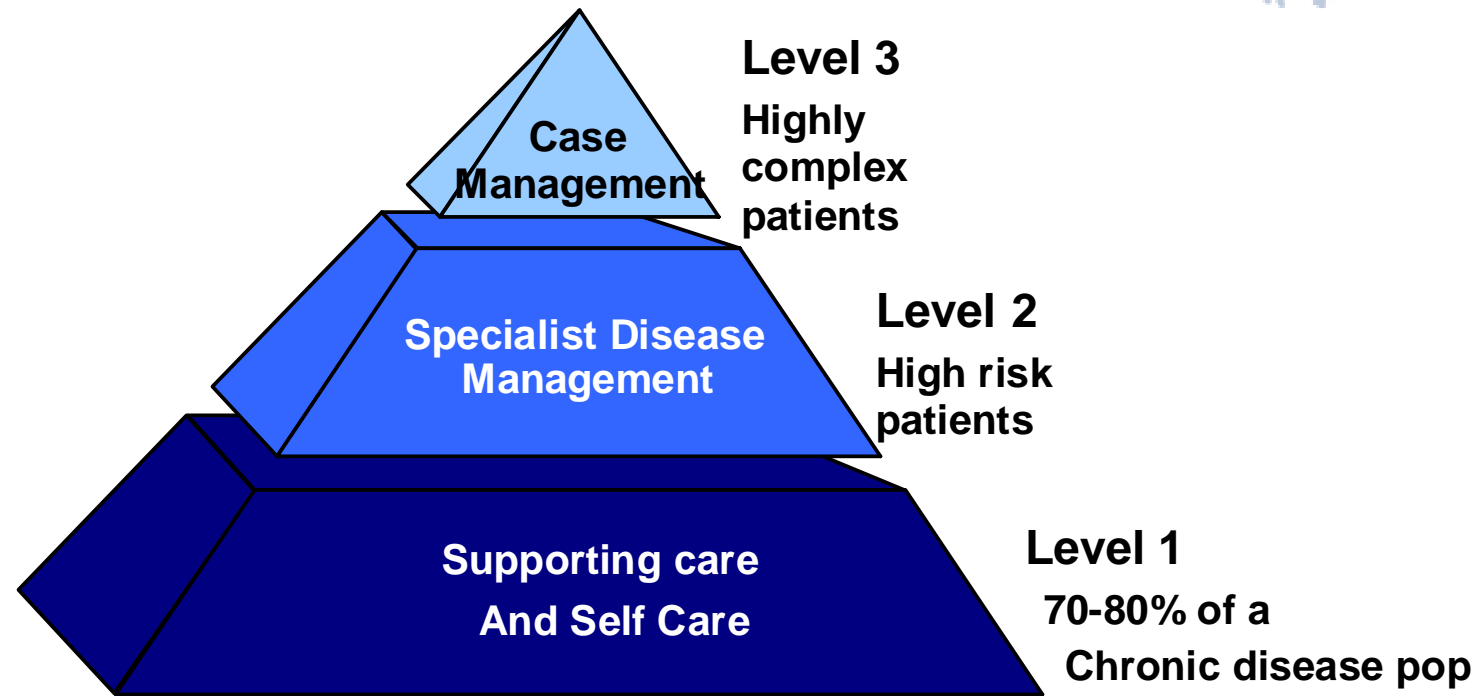 Level 3
Highly
complex
patients
Case
Management
Level 2
High risk
patients
Specialist Disease
Management
Level 1
70-80% of a
Chronic disease pop
Supporting care
And Self Care